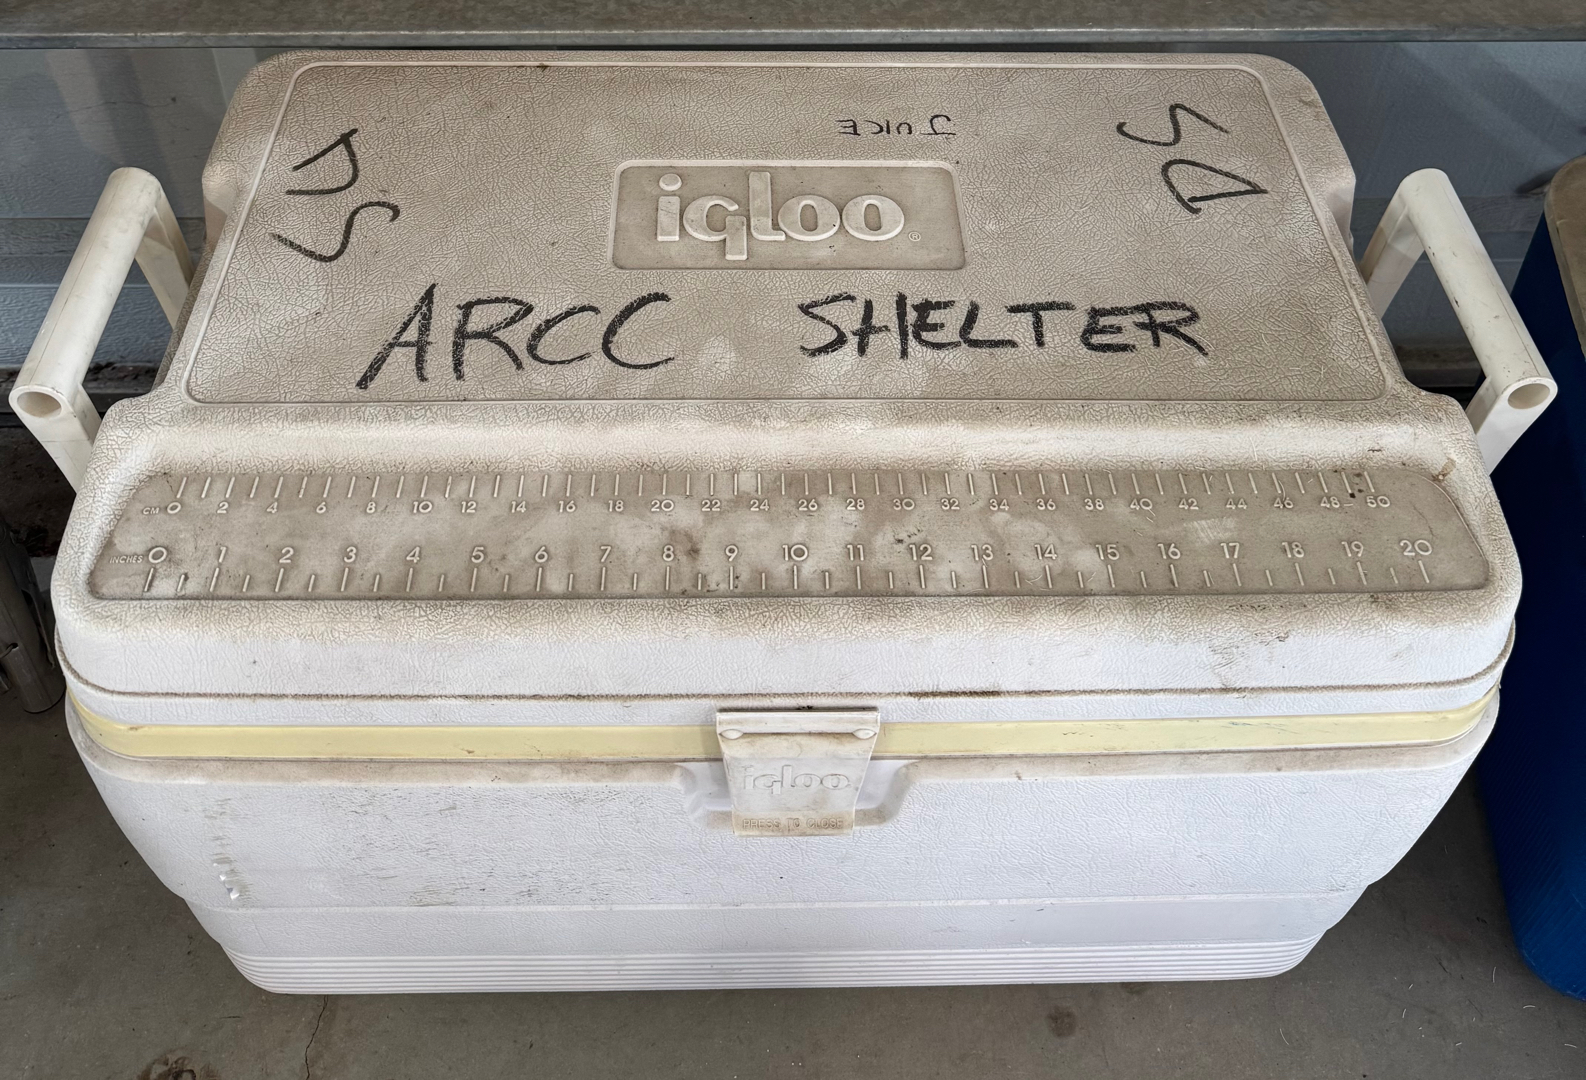 JUICE
SD
SD
igloo®
ARCC SHELTER
CM 0 2 4 6 8 10 12 14 16 18 20 22 24 26 28 30 32 34 36 38 40 42 44 46 48 50
INCHES 0 1 2 3 4 5 6 7 8 9 10 11 12 13 14 15 16 17 18 19 20
igloo
PRESS TO CLOSE